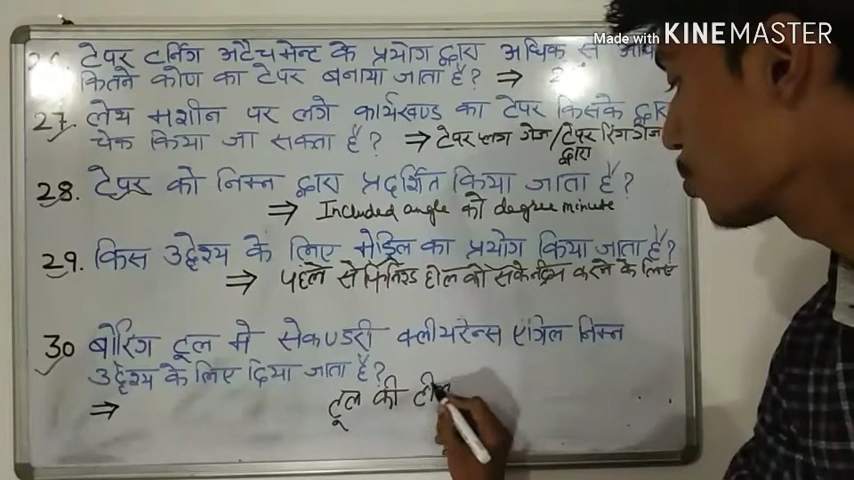 Made with KINEMASTER
टेपर टर्निंग अटैचमेन्ट के प्रयोग द्वारा अधिक से
कितने कोण का टेपर बनाया जाता है? ⇒
27. लेथ मशीन पर लगे कार्यखण्ड का टेपर किसके
चेक किया जा सकता है? ⇒ टेपर प्लग गेज/टेपर रिंग गेज
द्वारा
28. टेपर को निम्न द्वारा प्रदर्शित किया जाता है?
⇒ Included angle को degree minute
29. किस उद्देश्य के लिए मेंड्रिल का प्रयोग किया जाता है?
⇒ पहले से फिनिश्ड होल को सकेन्द्रीय करने के लिए
30 बोरिंग टूल में सेकण्डरी क्लीयरेन्स एंगिल निम्न
उद्देश्य के लिए दिया जाता है?
⇒ टूल की